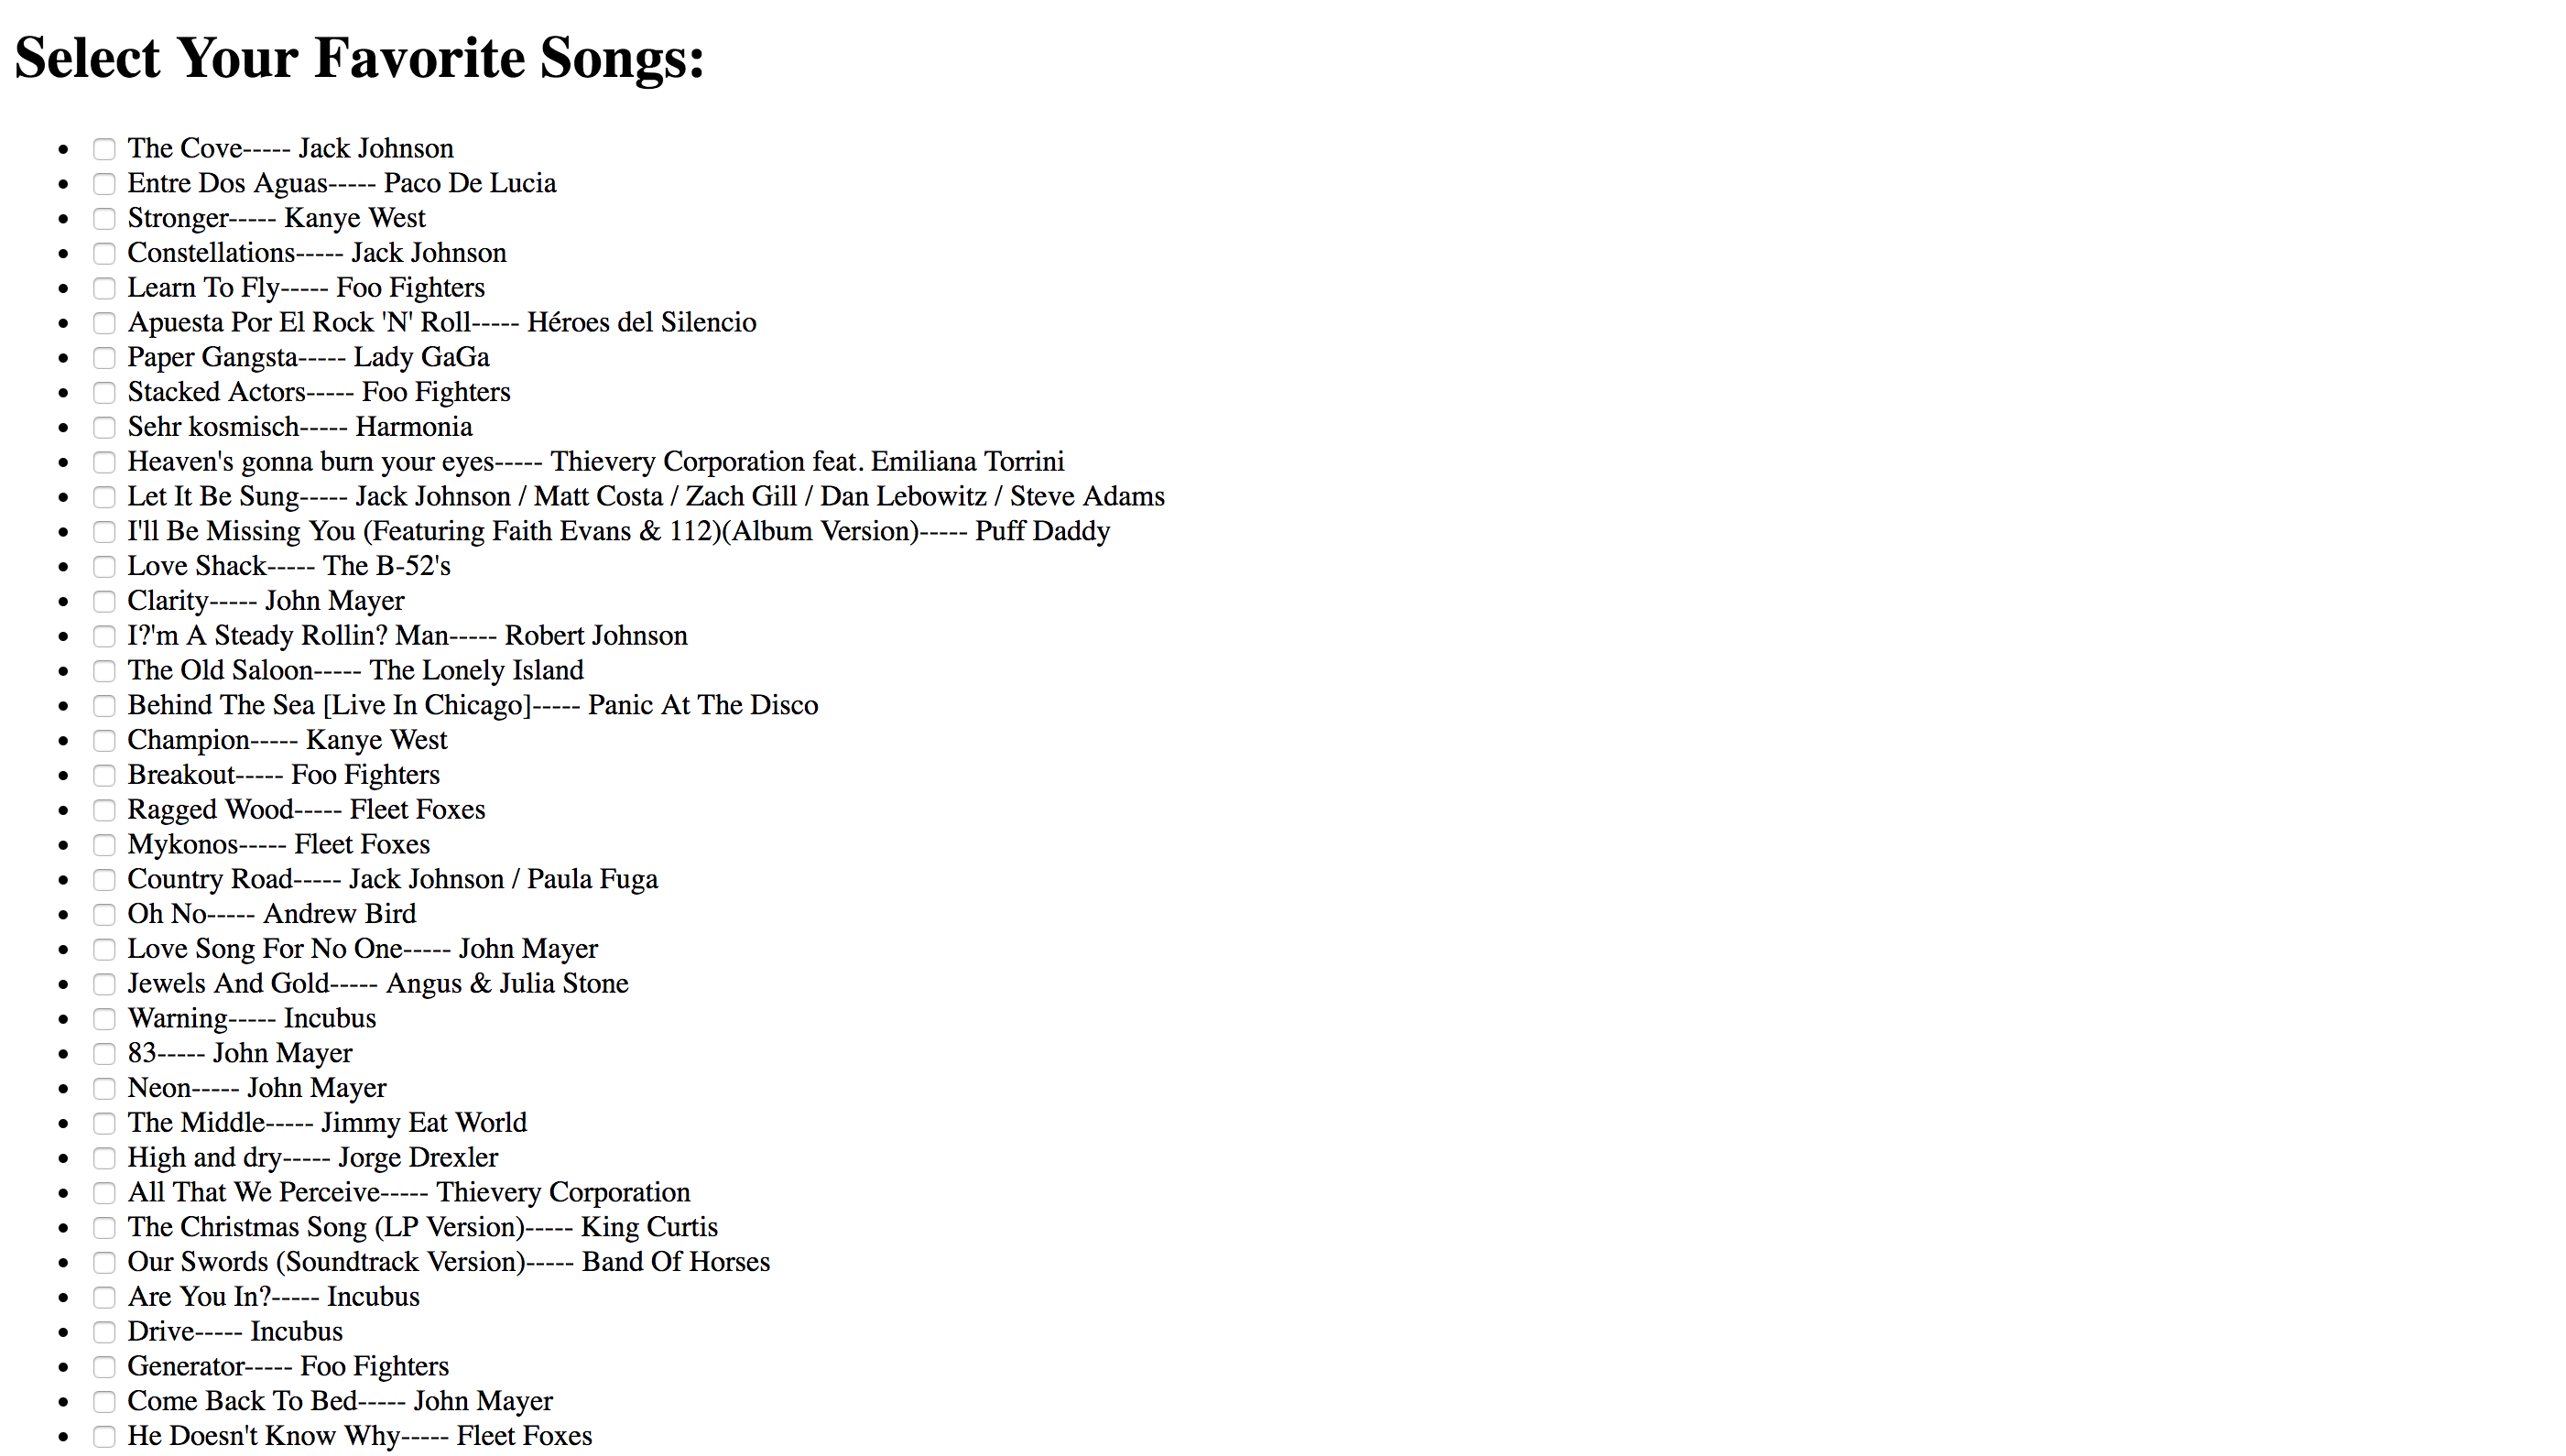 Select Your Favorite Songs:
The Cove----- Jack Johnson
Entre Dos Aguas----- Paco De Lucia
Stronger----- Kanye West
Constellations----- Jack Johnson
Learn To Fly----- Foo Fighters
Apuesta Por El Rock 'N' Roll----- Héroes del Silencio
Paper Gangsta----- Lady GaGa
Stacked Actors----- Foo Fighters
Sehr kosmisch----- Harmonia
Heaven's gonna burn your eyes----- Thievery Corporation feat. Emiliana Torrini
Let It Be Sung----- Jack Johnson / Matt Costa / Zach Gill / Dan Lebowitz / Steve Adams
I'll Be Missing You (Featuring Faith Evans & 112)(Album Version)----- Puff Daddy
Love Shack----- The B-52's
Clarity----- John Mayer
I?'m A Steady Rollin? Man----- Robert Johnson
The Old Saloon----- The Lonely Island
Behind The Sea [Live In Chicago]----- Panic At The Disco
Champion----- Kanye West
Breakout----- Foo Fighters
Ragged Wood----- Fleet Foxes
Mykonos----- Fleet Foxes
Country Road----- Jack Johnson / Paula Fuga
Oh No----- Andrew Bird
Love Song For No One----- John Mayer
Jewels And Gold----- Angus & Julia Stone
Warning----- Incubus
83----- John Mayer
Neon----- John Mayer
The Middle----- Jimmy Eat World
High and dry----- Jorge Drexler
All That We Perceive----- Thievery Corporation
The Christmas Song (LP Version)----- King Curtis
Our Swords (Soundtrack Version)----- Band Of Horses
Are You In?----- Incubus
Drive----- Incubus
Generator----- Foo Fighters
Come Back To Bed----- John Mayer
He Doesn't Know Why----- Fleet Foxes